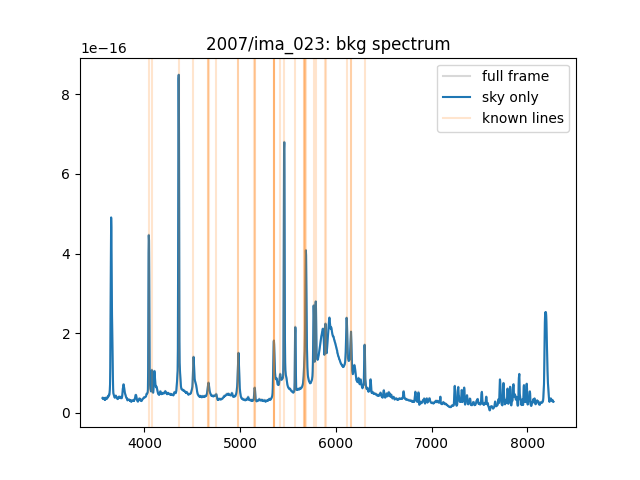 2007/ima_023: bkg spectrum
1e−16
full frame
sky only
known lines
8
6
4
2
0
4000 5000 6000 7000 8000